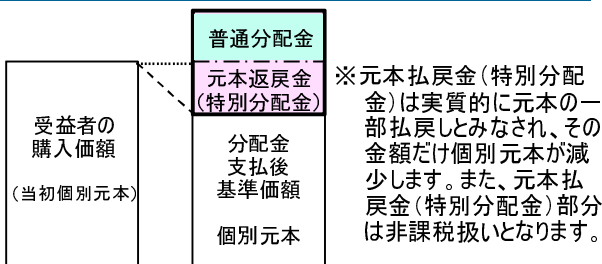 普通分配金
元本返戻金
(特別分配金)
受益者の
購入価額
(当初個別元本)
分配金
支払後
基準価額
個別元本
※元本払戻金(特別分配
金)は実質的に元本の一
部払戻しとみなされ、その
金額だけ個別元本が減
少します。また、元本払
戻金(特別分配金)部分
は非課税扱いとなります。